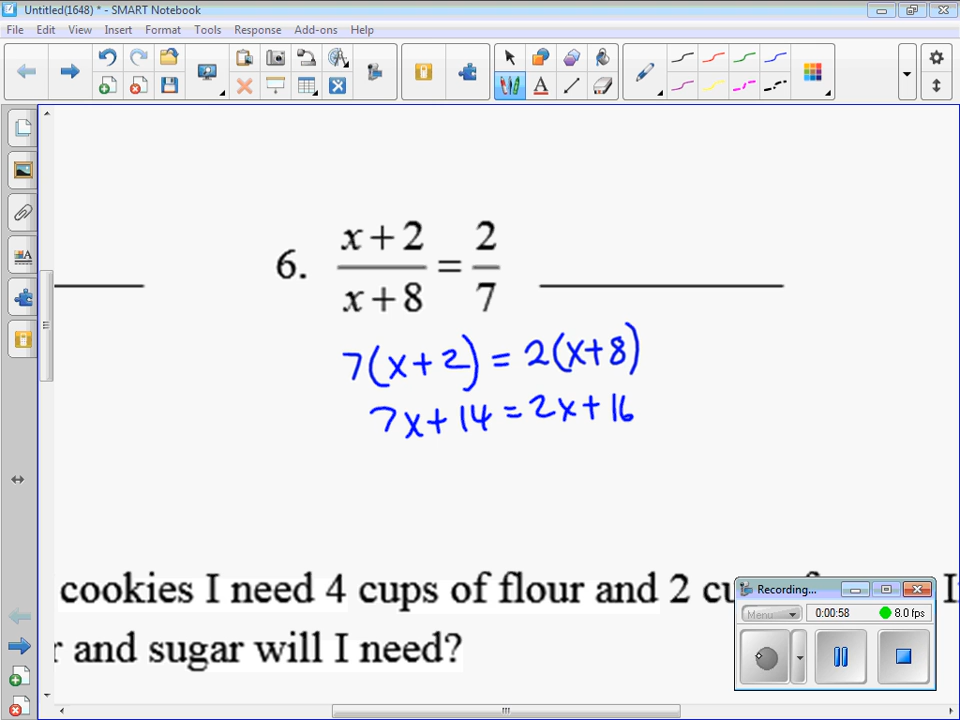 Untitled(1648) * - SMART Notebook
File Edit View Insert Format Tools Response Add-ons Help
6. x+2/x+8 = 2/7
7(x+2) = 2(x+8)
7x+14 = 2x+16
cookies I need 4 cups of flour and 2
and sugar will I need?
Recording...
Menu 0:00:58 8.0 fps